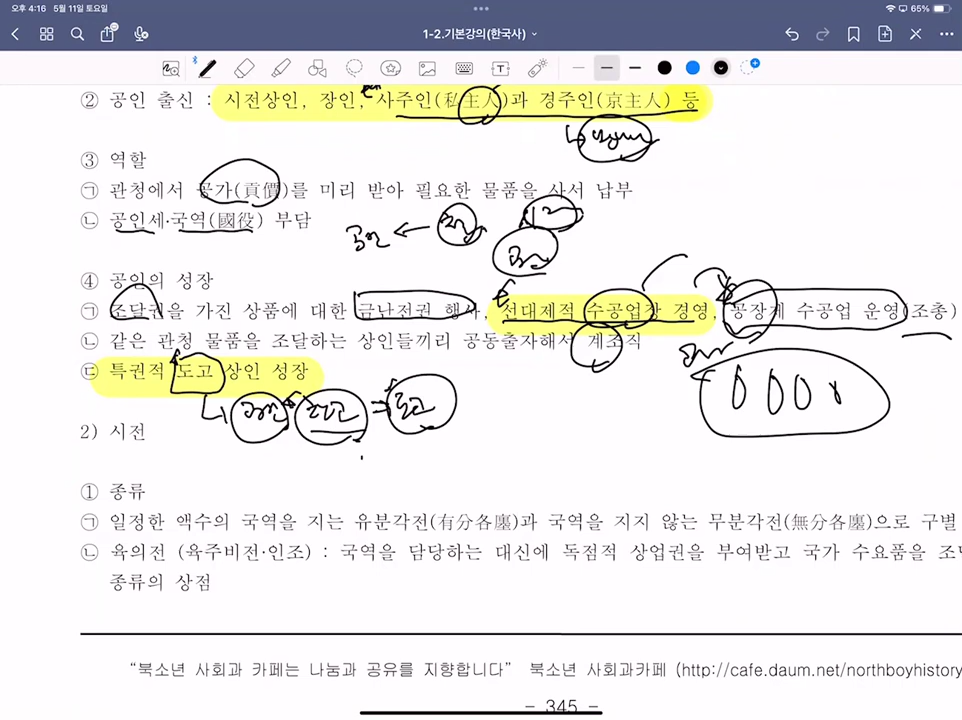 오후 4:16 5월 11일 토요일
65%
1-2.기본강의(한국사)
② 공인 출신 : 시전상인, 장인, 사주인(私主人)과 경주인(京主人) 등
③ 역할
㉠ 관청에서 공가(貢價)를 미리 받아 필요한 물품을 사서 납부
㉡ 공인세·국역(國役) 부담
④ 공인의 성장
㉠ 조달권을 가진 상품에 대한 금난전권 행사, 선대제적 수공업장 경영, 공장제 수공업 운영(조총)
㉡ 같은 관청 물품을 조달하는 상인들끼리 공동출자해서 계조직
㉢ 특권적 도고 상인 성장
2) 시전
① 종류
㉠ 일정한 액수의 국역을 지는 유분각전(有分各廛)과 국역을 지지 않는 무분각전(無分各廛)으로 구별
㉡ 육의전 (육주비전·인조) : 국역을 담당하는 대신에 독점적 상업권을 부여받고 국가 수요품을
종류의 상점
"북소년 사회과 카페는 나눔과 공유를 지향합니다" 북소년 사회과카페 (http://cafe.daum.net/northboyhistory
- 345 -